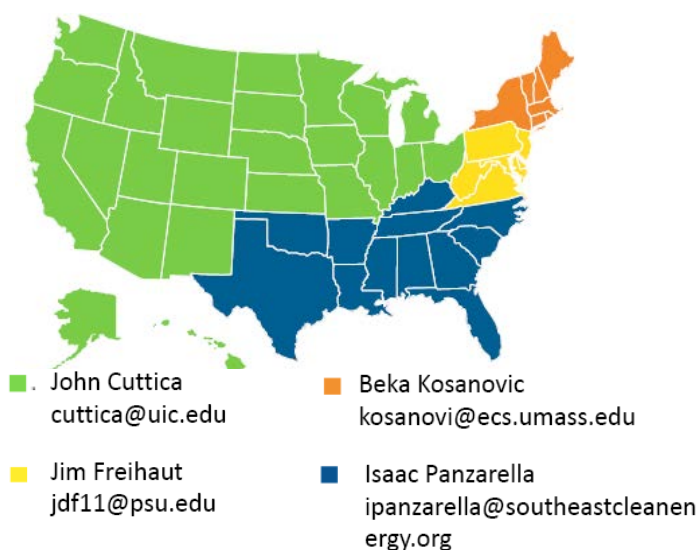 John Cuttica
cuttica@uic.edu
Beka Kosanovic
kosanovi@ecs.umass.edu
Jim Freihaut
jdf11@psu.edu
Isaac Panzarella
ipanzarella@southeastcleanen
ergy.org